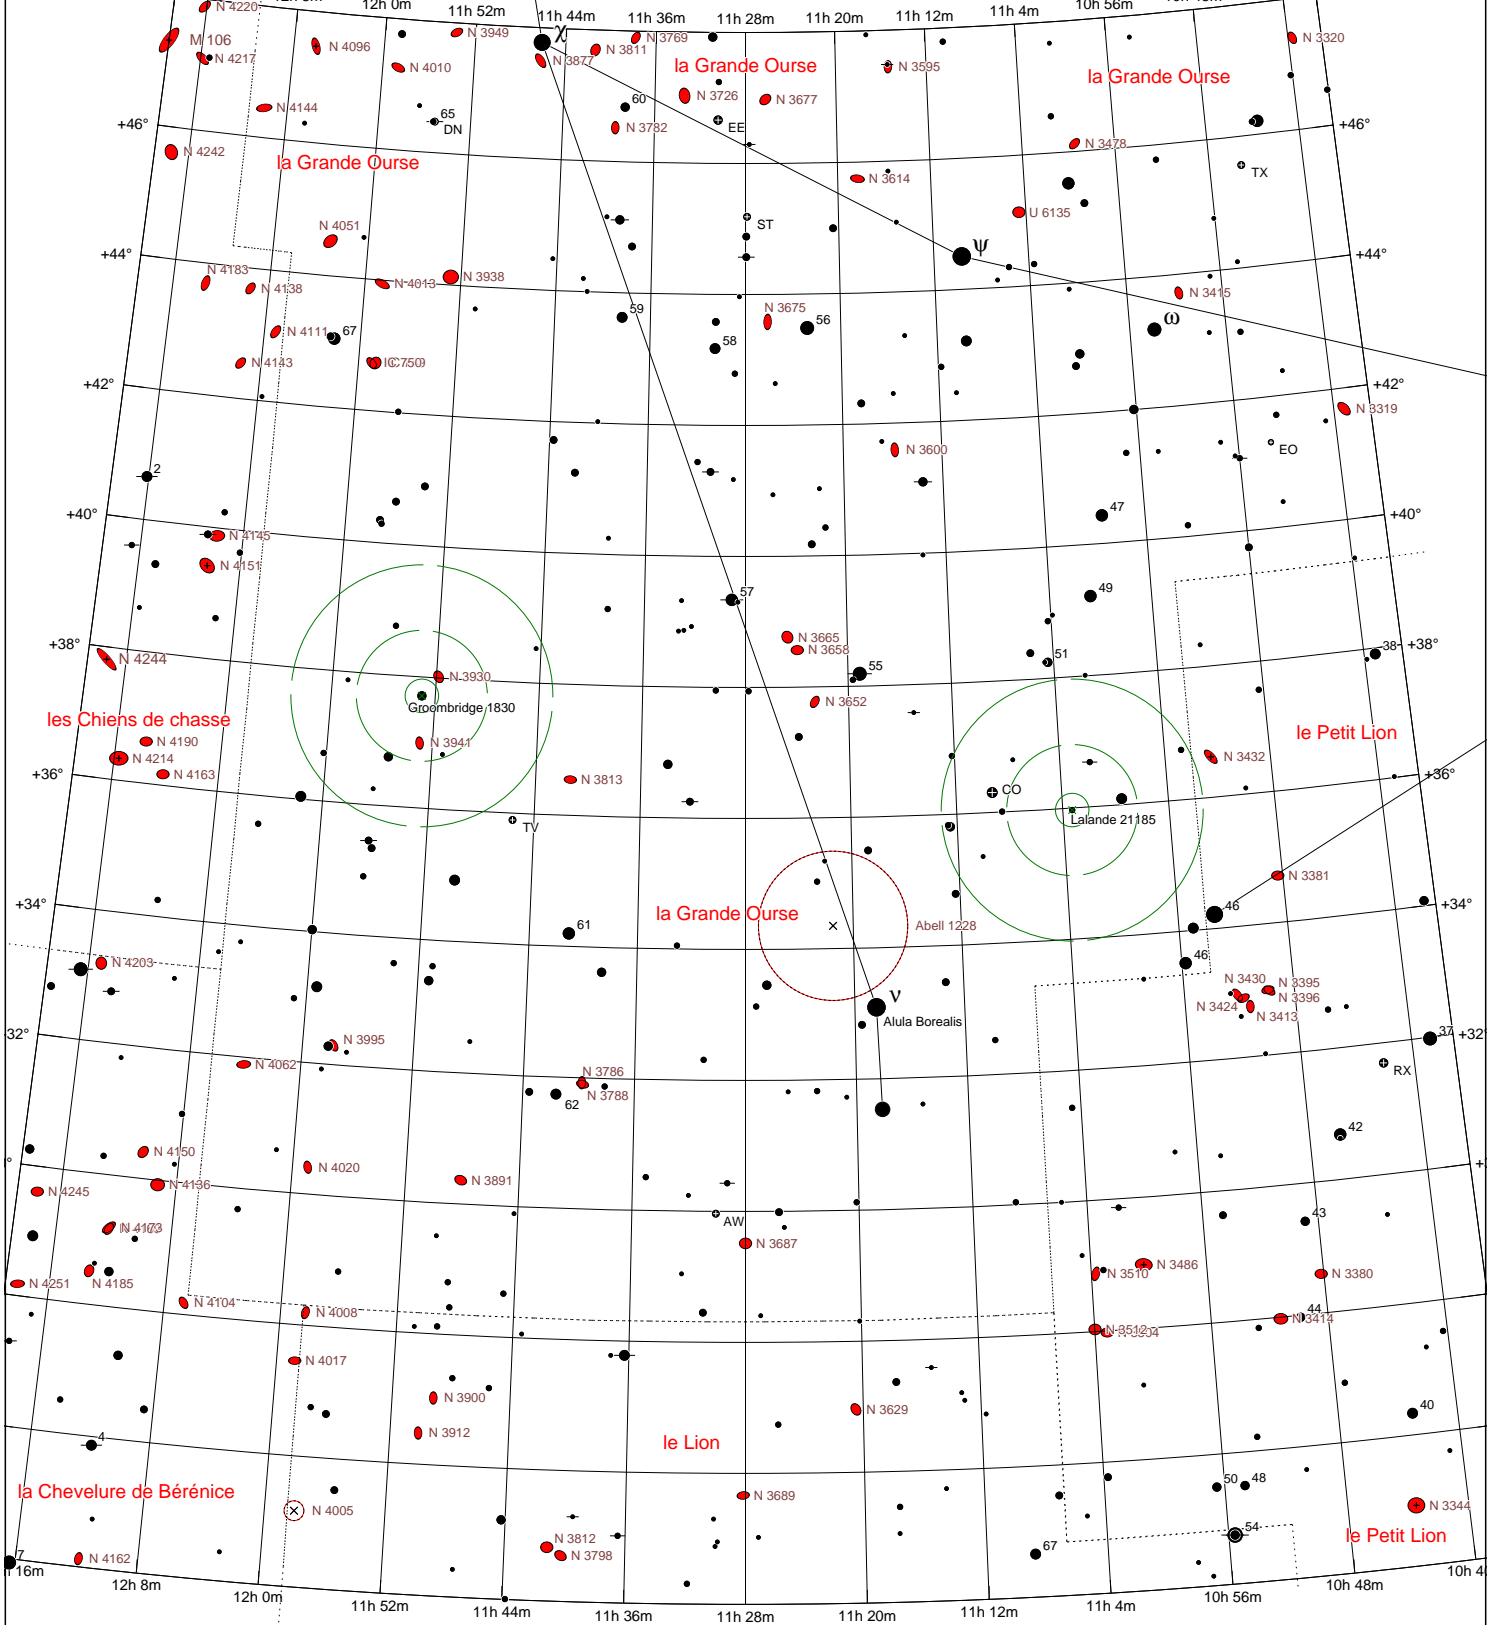 N 4220
12h 0m
11h 52m
11h 44m
11h 36m
11h 28m
11h 20m
11h 12m
11h 4m
10h 56m
M 106
N 4217
N 4096
N 3949
N 4010
χ
N 3877
N 3811
N 3769
la Grande Ourse
N 3595
la Grande Ourse
N 3320
N 4144
65
DN
60
N 3726
N 3677
EE
N 3782
+46°
+46°
N 4242
la Grande Ourse
N 3478
TX
N 3614
U 6135
N 4051
ST
ψ
+44°
+44°
N 4183
N 4138
N 4013
N 3938
N 3415
N 3675
59
56
ω
N 4111
67
58
N 4143
+42°
+42°
N 3319
N 3600
EO
2
47
+40°
+40°
N 4145
N 4151
57
49
N 3665
N 3658
51
38
+38°
+38°
N 4244
55
N 3930
Groombridge 1830
N 3652
les Chiens de chasse
le Petit Lion
N 4190
N 3941
N 4214
N 4163
N 3432
+36°
+36°
N 3813
CO
TV
Lalande 21185
N 3381
+34°
+34°
la Grande Ourse
46
61
Abell 1228
N 4203
46
N 3430
N 3395
N 3424
N 3396
N 3413
ν
Alula Borealis
32°
37
+32°
N 3995
N 4062
RX
N 3786
N 3788
62
42
N 4150
N 4020
N 4136
N 3891
N 4245
AW
43
N 4173
N 3687
N 4251
N 4185
N 3510
N 3486
N 3380
N 4104
N 4008
44
N 3414
N 3512
N 4017
N 3900
N 3629
40
N 3912
4
le Lion
la Chevelure de Bérénice
N 4005
N 3689
50
48
N 3344
le Petit Lion
54
N 3812
N 3798
67
7
N 4162
16m
12h 8m
12h 0m
11h 52m
11h 44m
11h 36m
11h 28m
11h 20m
11h 12m
11h 4m
10h 56m
10h 48m